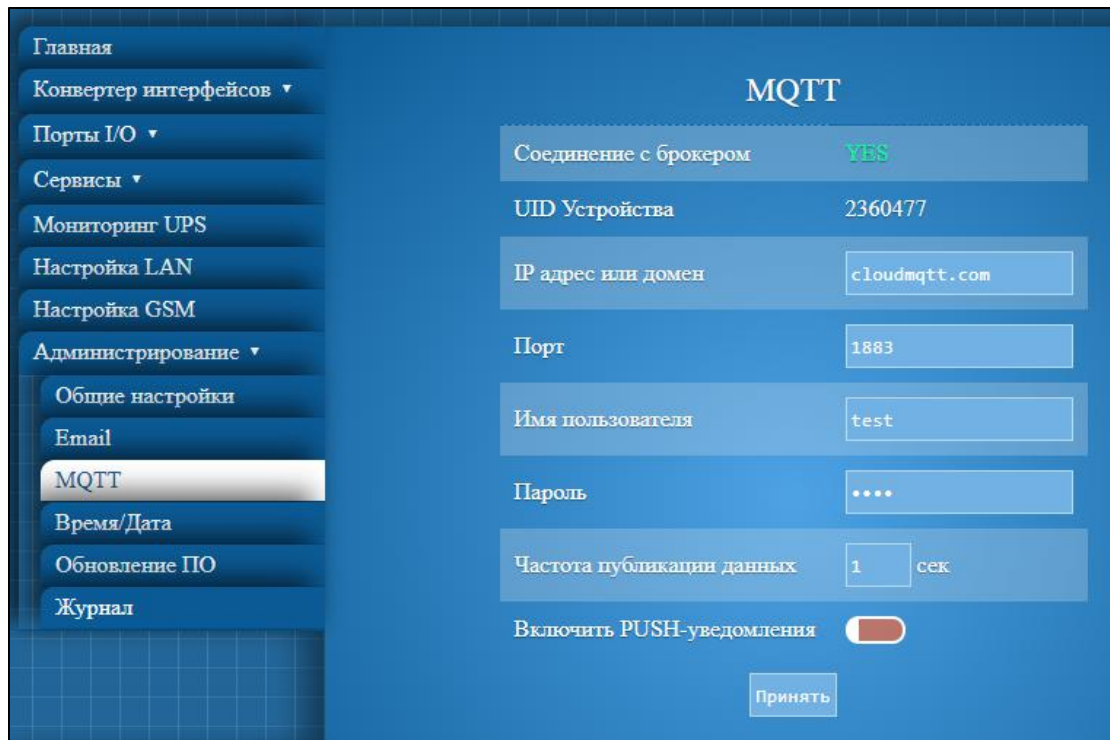 Главная
Конвертер интерфейсов ▼
Порты I/O ▼
Сервисы ▼
Мониторинг UPS
Настройка LAN
Настройка GSM
Администрирование ▼
Общие настройки
Email
MQTT
Время/Дата
Обновление ПО
Журнал
MQTT
Соединение с брокером YES
UID Устройства 2360477
IP адрес или домен cloudmqtt.com
Порт 1883
Имя пользователя test
Пароль ••••
Частота публикации данных 1 сек
Включить PUSH-уведомления
Принять